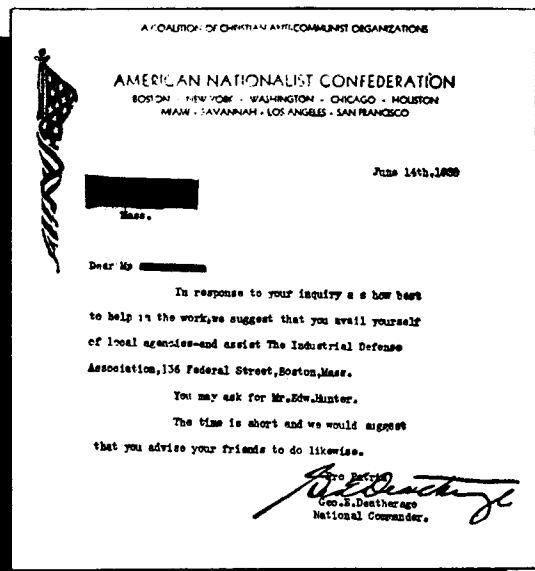 A COALITION OF CHRISTIAN ANTI-COMMUNIST ORGANIZATIONS
AMERICAN NATIONALIST CONFEDERATION
BOSTON - NEW YORK - WASHINGTON - CHICAGO - HOUSTON
MIAMI - SAVANNAH - LOS ANGELES - SAN FRANCISCO
June 14th,1939
Mass.
Dear Mr
In response to your inquiry a s how best
to help in the work,we suggest that you avail yourself
of local agencies—and assist The Industrial Defense
Association,136 Federal Street,Boston,Mass.
You may ask for Mr.Edw.Hunter.
The time is short and we would suggest
that you advise your friends to do likewise.
Pro Patria
Geo.E.Deatherage
National Commander.